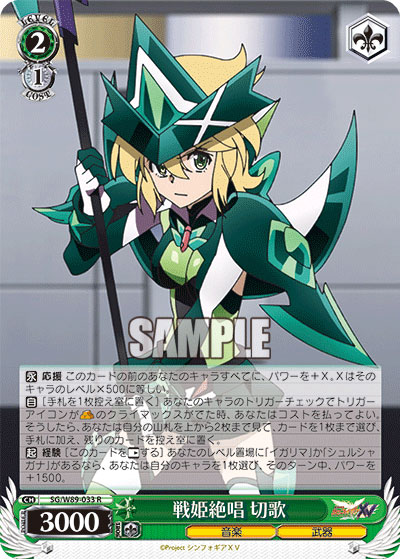 LEVEL
2
1
COST
SAMPLE
永 応援 このカードの前のあなたのキャラすべてに、パワーを＋X。Xはそのキャラのレベル×500に等しい。
自 ［手札を1枚控え室に置く］ あなたのキャラのトリガーチェックでトリガーアイコンが のクライマックスがでた時、あなたはコストを払ってよい。
そうしたら、あなたは自分の山札を上から2枚まで見て、カードを1枚まで選び、手札に加え、残りのカードを控え室に置く。
起 経験 ［このカードを する］ あなたのレベル置場に「イガリマ」か「シュルシャガナ」があるなら、あなたは自分のキャラを1枚選び、そのターン中、パワーを＋1500。
CH SG/W89-033 R
3000
戦姫絶唱 切歌
音楽
武器
©Project シンフォギアＸＶ